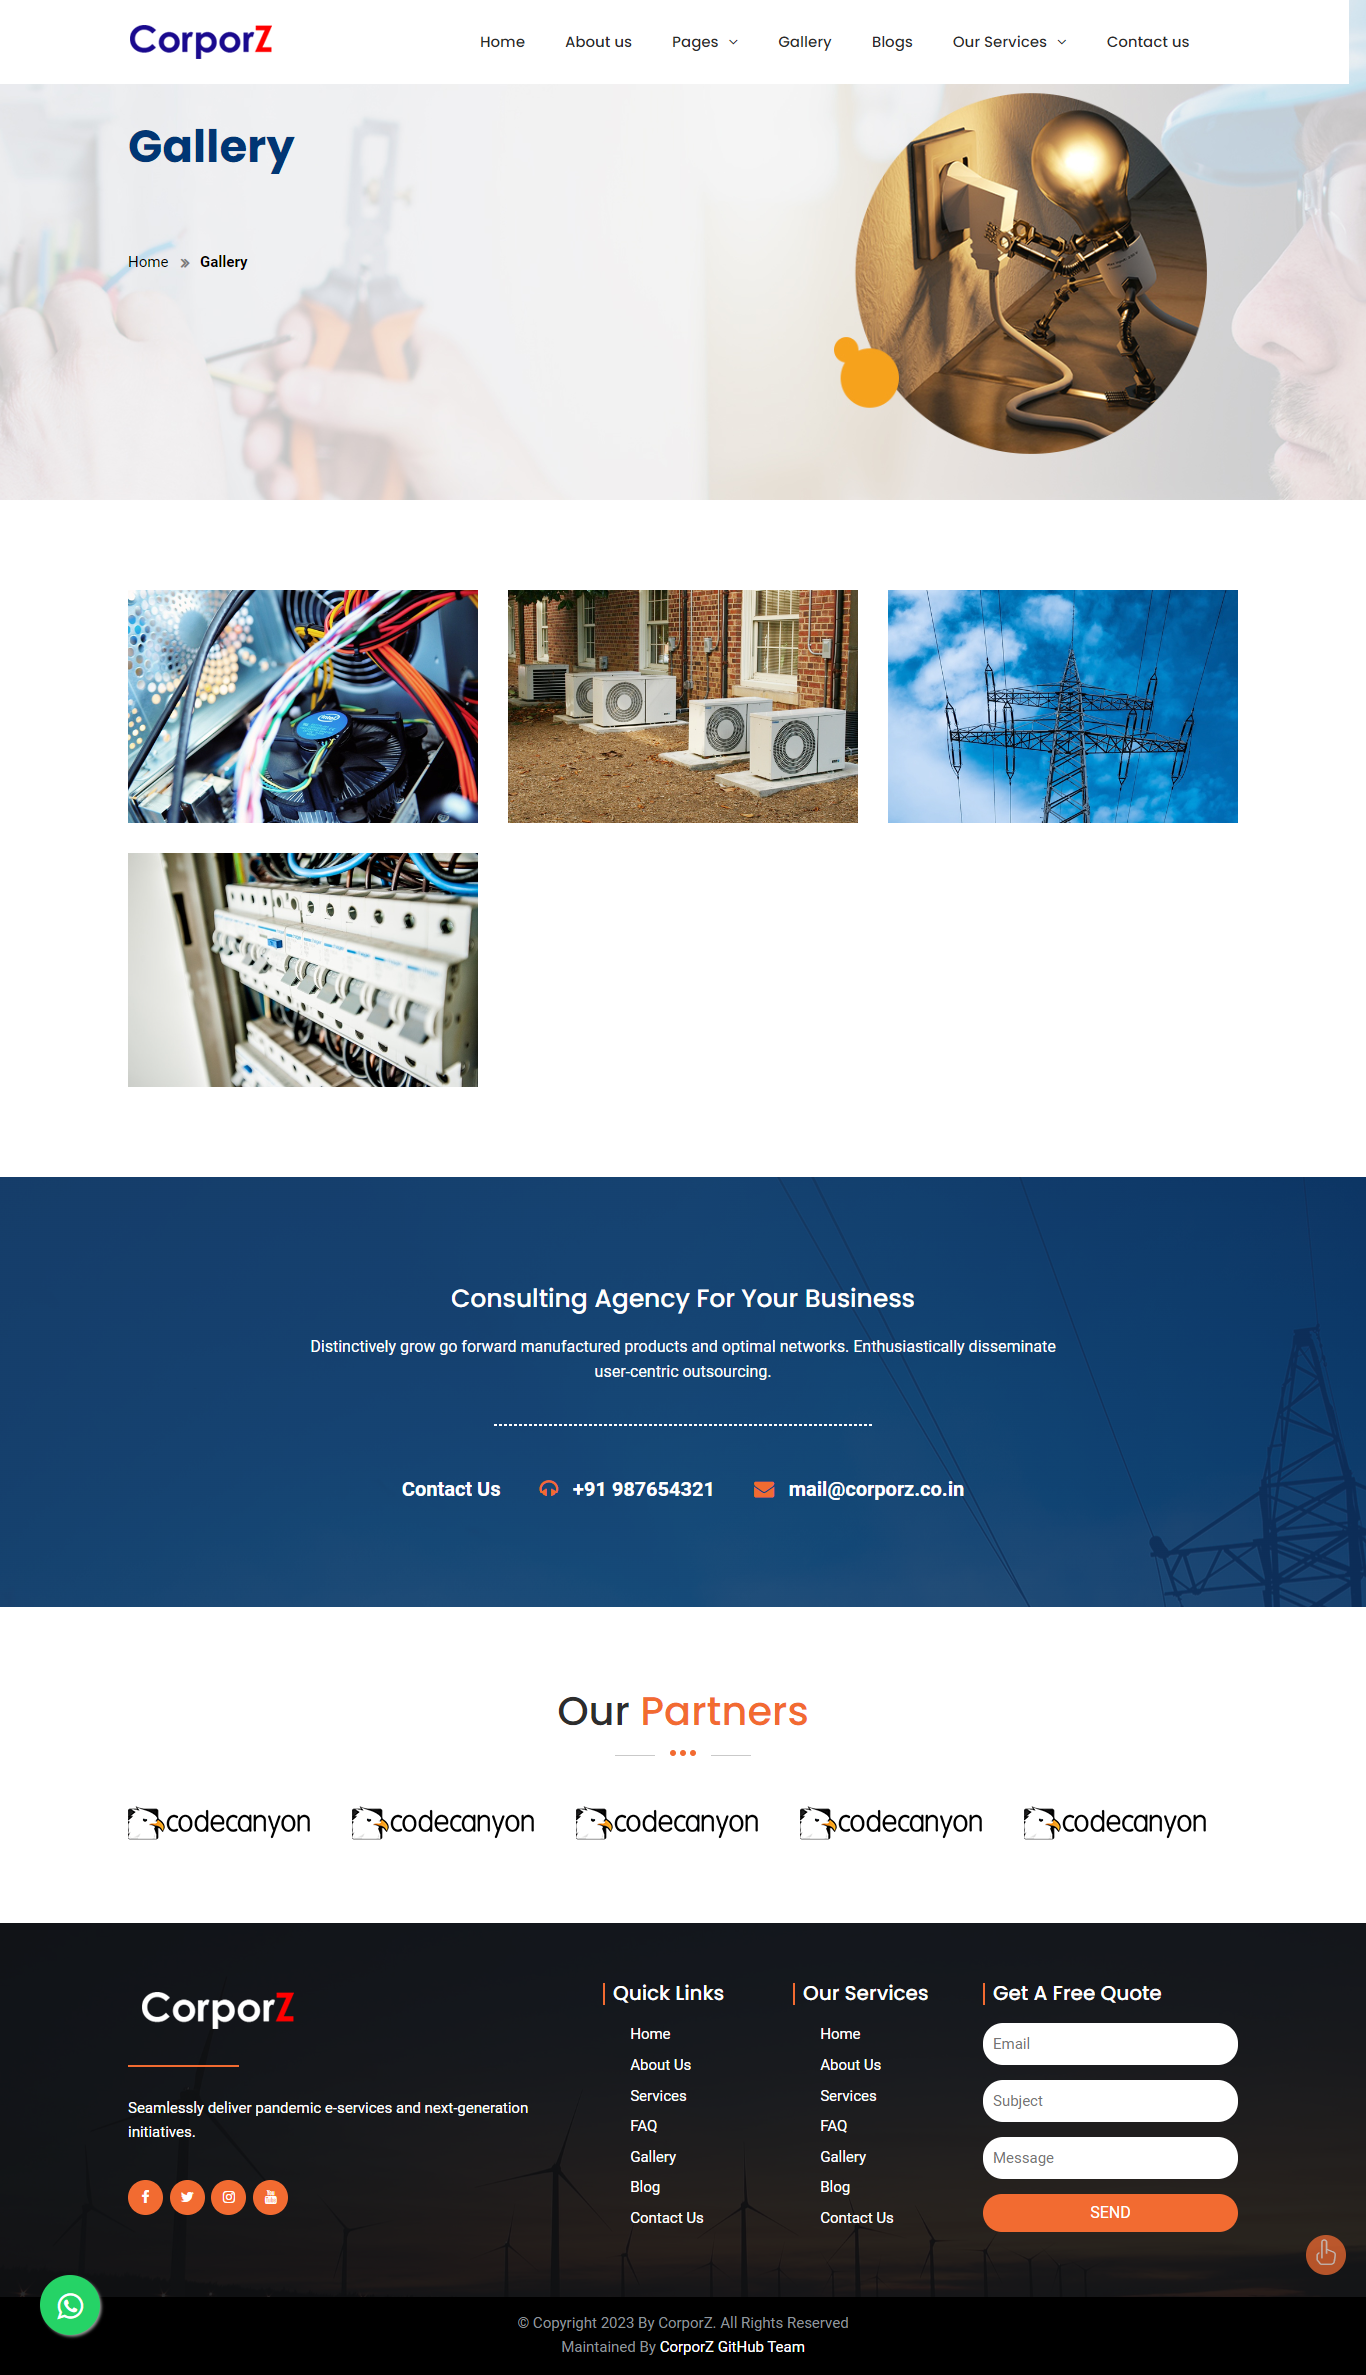 CorporZ
Home About us Pages Gallery Blogs Our Services Contact us
Gallery
Home Gallery
intel
Consulting Agency For Your Business
Distinctively grow go forward manufactured products and optimal networks. Enthusiastically disseminate
user-centric outsourcing.
Contact Us +91 987654321 mail@corporz.co.in
Our Partners
codecanyon codecanyon codecanyon codecanyon codecanyon
CorporZ
Seamlessly deliver pandemic e-services and next-generation
initiatives.
Quick Links
Home
About Us
Services
FAQ
Gallery
Blog
Contact Us
Our Services
Home
About Us
Services
FAQ
Gallery
Blog
Contact Us
Get A Free Quote
Email
Subject
Message
SEND
© Copyright 2023 By CorporZ. All Rights Reserved
Maintained By CorporZ GitHub Team